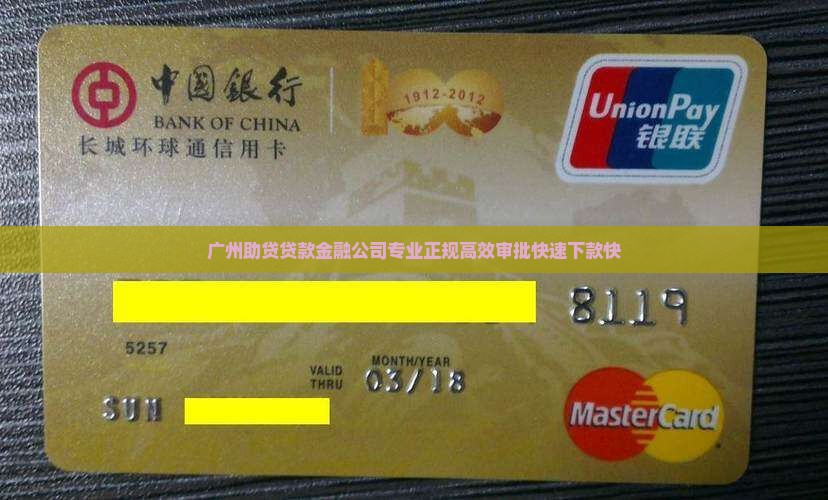 中國銀行
BANK OF CHINA
长城环球通信用卡
1912-2012
UnionPay
银联
广州助贷贷款金融公司专业正规高效审批快速下款快
8119
5257
VALID
THRU
MONTH/YEAR
03/18
SUN
MasterCard